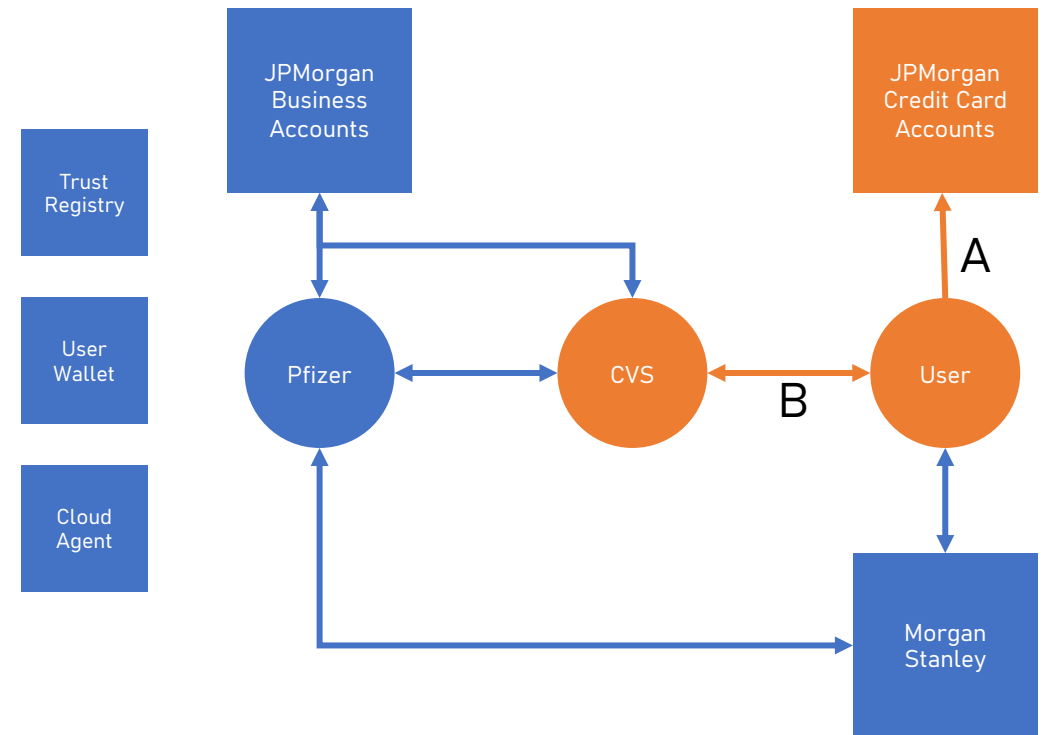 JPMorgan
Business
Accounts
JPMorgan
Credit Card
Accounts
Trust
Registry
A
User
Wallet
Pfizer
CVS
User
B
Cloud
Agent
Morgan
Stanley